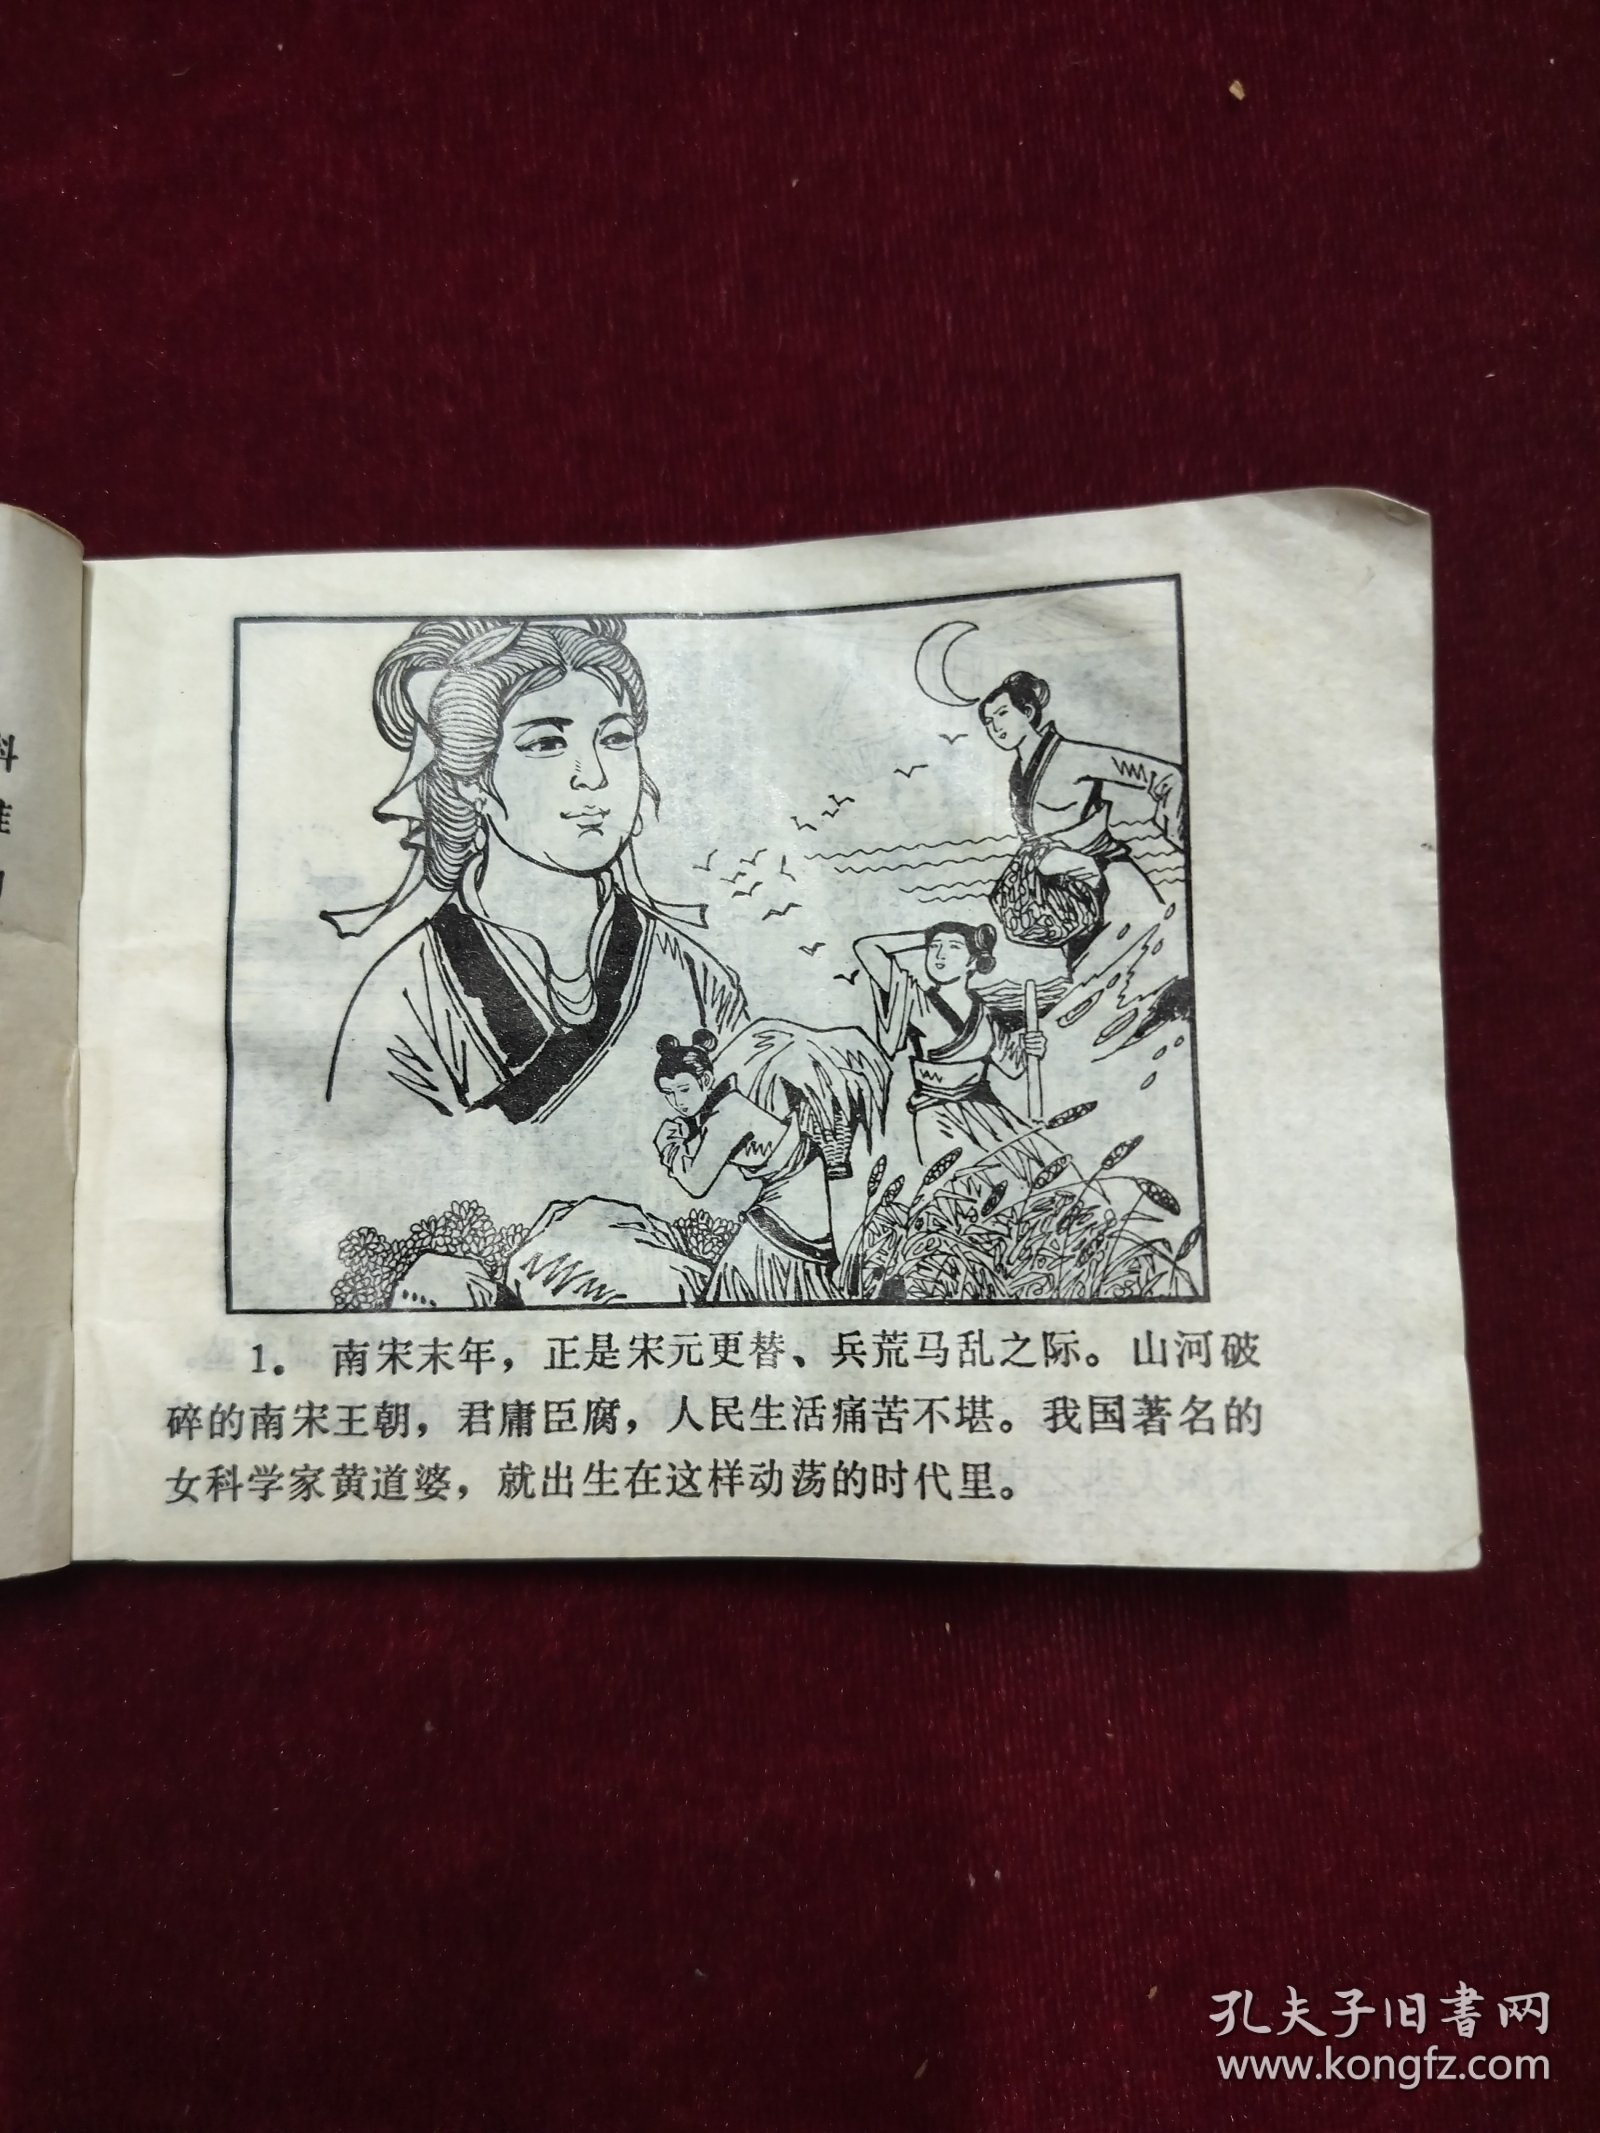 1。 南宋末年，正是宋元更替、兵荒马乱之际。山河破
碎的南宋王朝，君庸臣腐，人民生活痛苦不堪。我国著名的
女科学家黄道婆，就出生在这样动荡的时代里。
孔夫子旧书网
www.kongfz.com